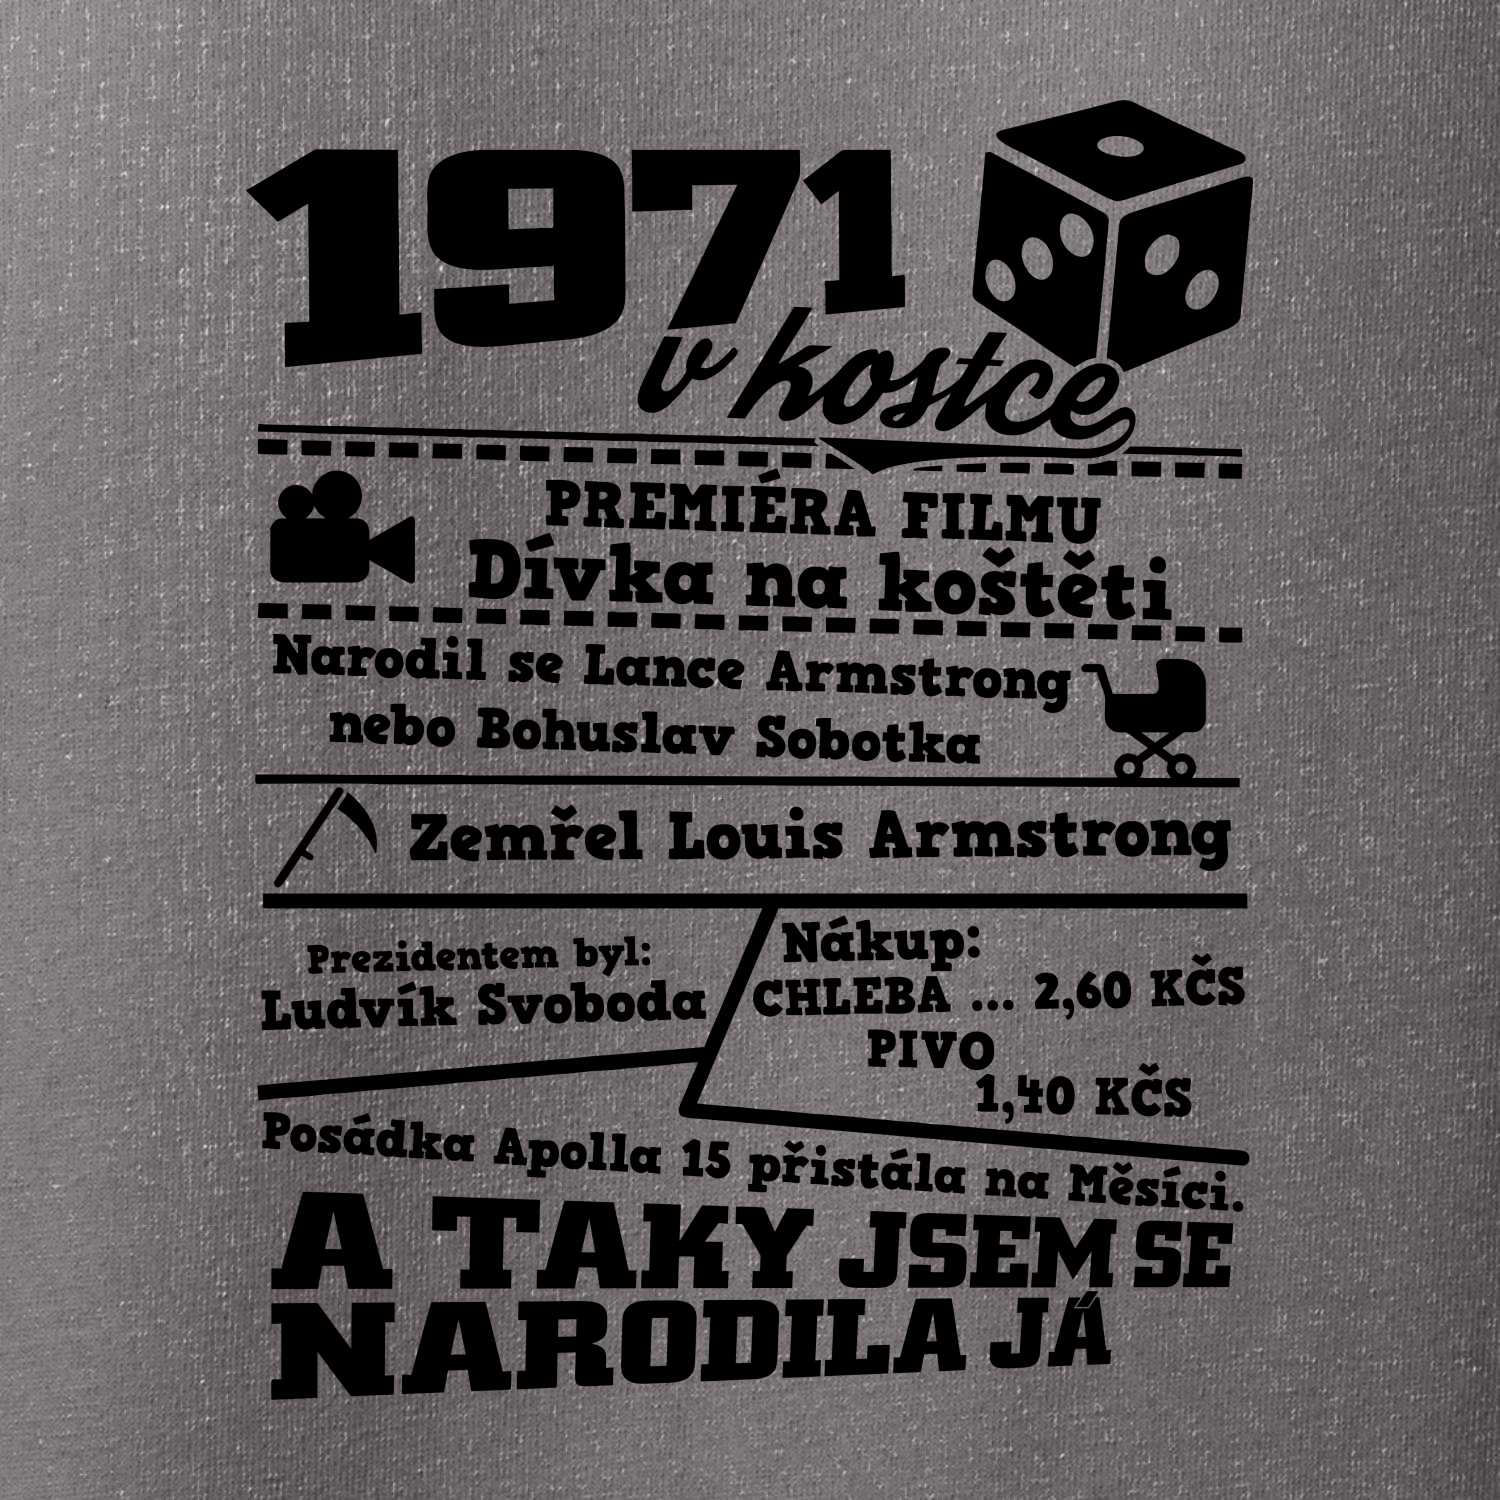 1971
v kostce
PREMIÉRA FILMU
Dívka na koštěti
Narodil se Lance Armstrong
nebo Bohuslav Sobotka
Zemřel Louis Armstrong
Prezidentem byl:
Ludvík Svoboda
Nákup:
CHLEBA ... 2,60 KČS
PIVO
1,40 KČS
Posádka Apolla 15 přistála na Měsíci.
A TAKY JSEM SE
NARODILA JÁ